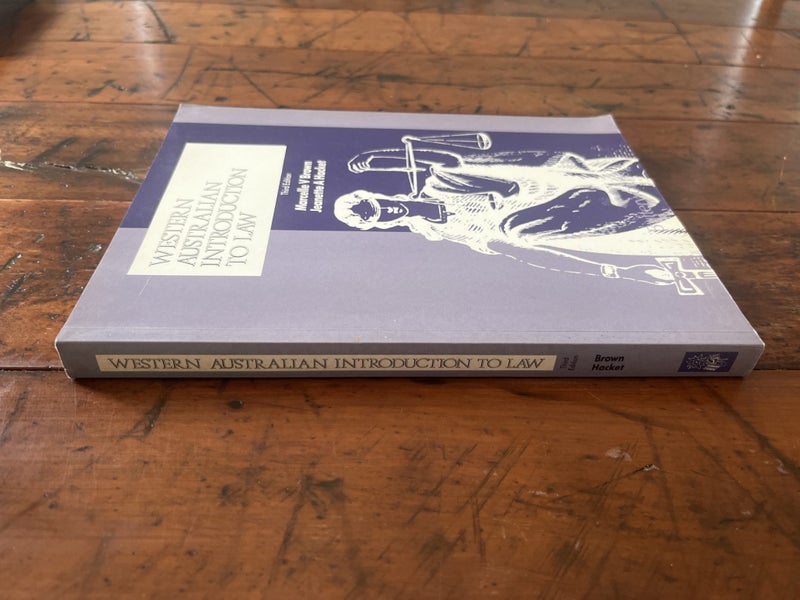 WESTERN
AUSTRALIAN
INTRODUCTION
TO LAW
Third Edition
Marcelle V Brown
Jeanette A Hacket
WESTERN AUSTRALIAN INTRODUCTION TO LAW
Third
Edition
Brown
Hacket